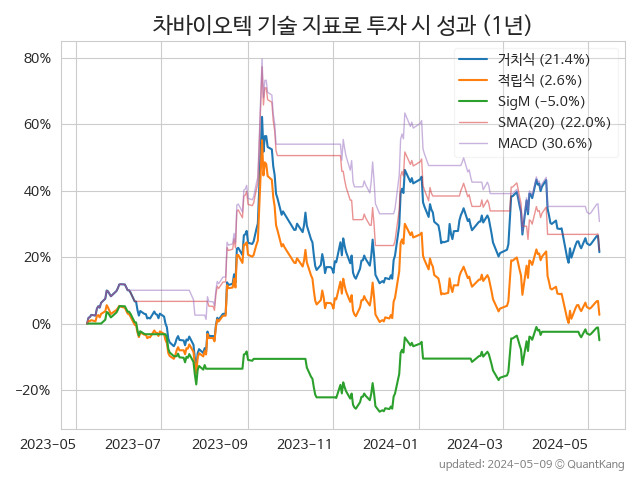 차바이오텍 기술 지표로 투자 시 성과 (1년)
80%
60%
40%
20%
0%
−20%
거치식 (21.4%)
적립식 (2.6%)
SigM (−5.0%)
SMA(20) (22.0%)
MACD (30.6%)
2023-05
2023-07
2023-09
2023-11
2024-01
2024-03
2024-05
updated: 2024-05-09 © QuantKang